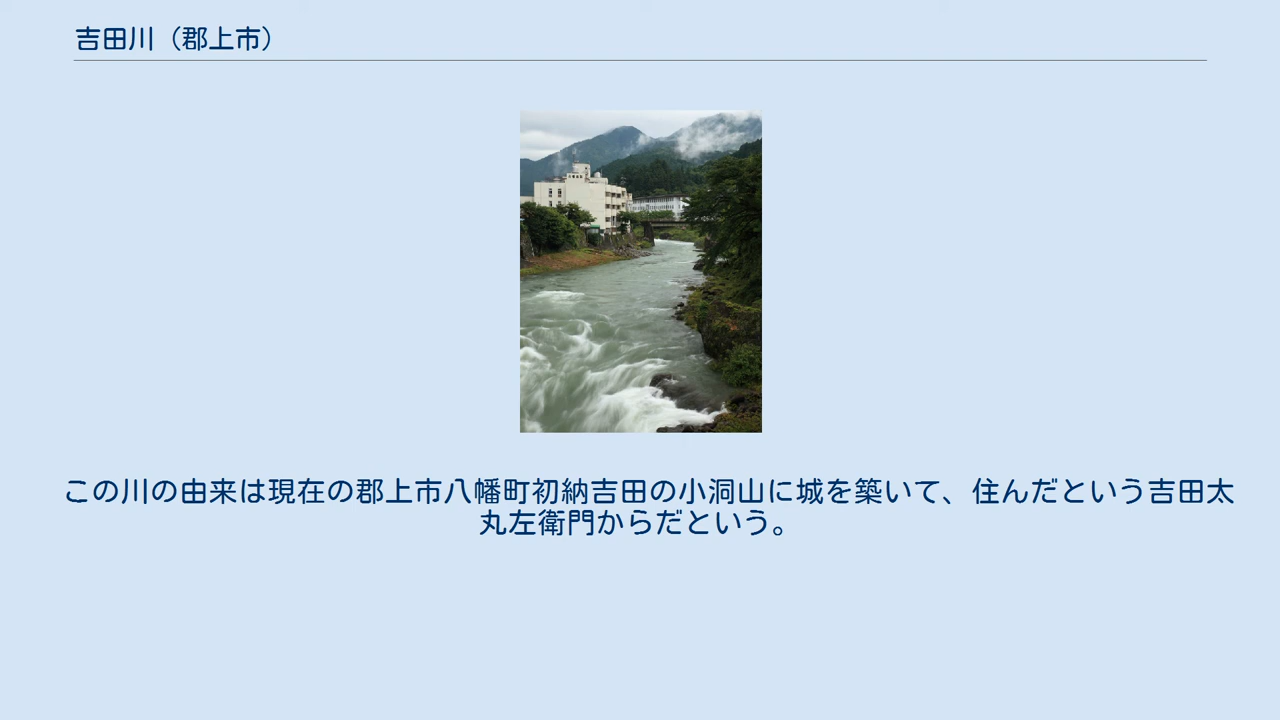 吉田川（郡上市）
この川の由来は現在の郡上市八幡町初納吉田の小洞山に城を築いて、住んだという吉田太
丸左衛門からだという。